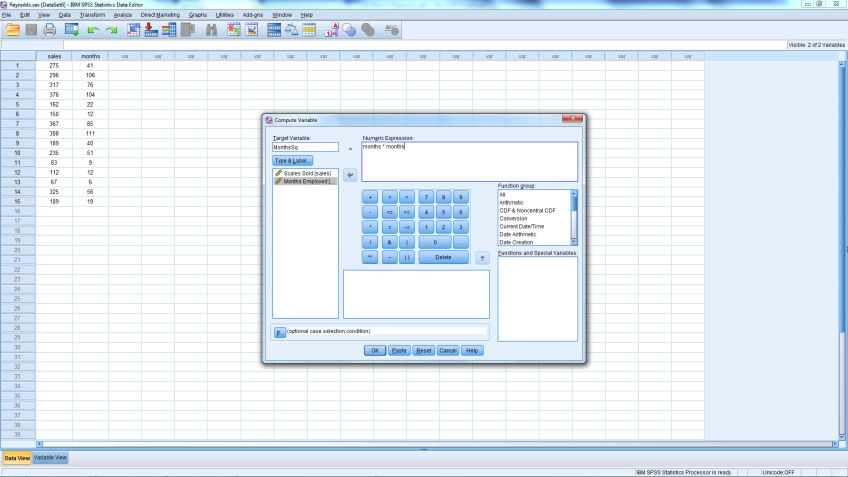 Reynolds.sav [DataSet6] - IBM SPSS Statistics Data Editor
File Edit View Data Transform Analyze Direct Marketing Graphs Utilities Add-ons Window Help
Visible: 2 of 2 Variables
sales months var var var var var var var var var var var var var var var var var var
1 275 41
2 296 106
3 317 76
4 376 104
5 162 22
6 150 12
7 367 85
8 308 111
9 189 40
10 235 51
11 83 9
12 112 12
13 67 6
14 325 56
15 189 19
16
17
18
19
20
21
22
23
24
25
26
27
28
29
30
31
32
33
34
35
36
37
38
39
Compute Variable
Target Variable:
MonthsSq
=
Numeric Expression:
months * months
Type & Label...
Scales Sold [sales]
Months Employed [...
+ < > 7 8 9
- <= >= 4 5 6
* = ~= 1 2 3
/ & | 0 .
** ~ ( ) Delete
Function group:
All
Arithmetic
CDF & Noncentral CDF
Conversion
Current Date/Time
Date Arithmetic
Date Creation
Functions and Special Variables:
If... (optional case selection condition)
OK Paste Reset Cancel Help
Data View Variable View
IBM SPSS Statistics Processor is ready
Unicode:OFF